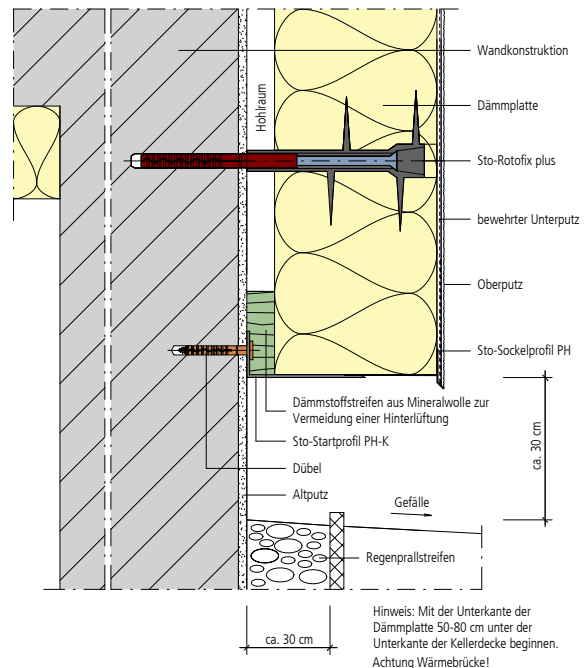 Wandkonstruktion
Hohlraum
Dämmplatte
Sto-Rotofix plus
bewehrter Unterputz
Oberputz
Sto-Sockelprofil PH
Dämmstoffstreifen aus Mineralwolle zur
Vermeidung einer Hinterlüftung
Sto-Startprofil PH-K
ca. 30 cm
Dübel
Altputz
Gefälle
Regenprallstreifen
ca. 30 cm
Hinweis: Mit der Unterkante der
Dämmplatte 50-80 cm unter der
Unterkante der Kellerdecke beginnen.
Achtung Wärmebrücke!